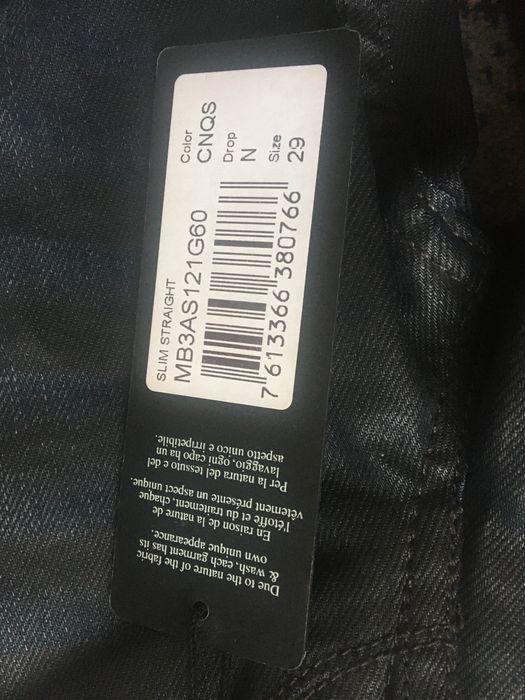 SLIM STRAIGHT
MB3AS121G60
Color
CNQS
Drop
N
Size
29
7 613366 380766
Due to the nature of the fabric
& wash, each garment has its
own unique appearance.
En raison de la nature de
l'étoffe et du traitement, chaque
vêtement présente un aspect unique.
Per la natura del tessuto e del
lavaggio, ogni capo ha un
aspetto unico e irripetibile.